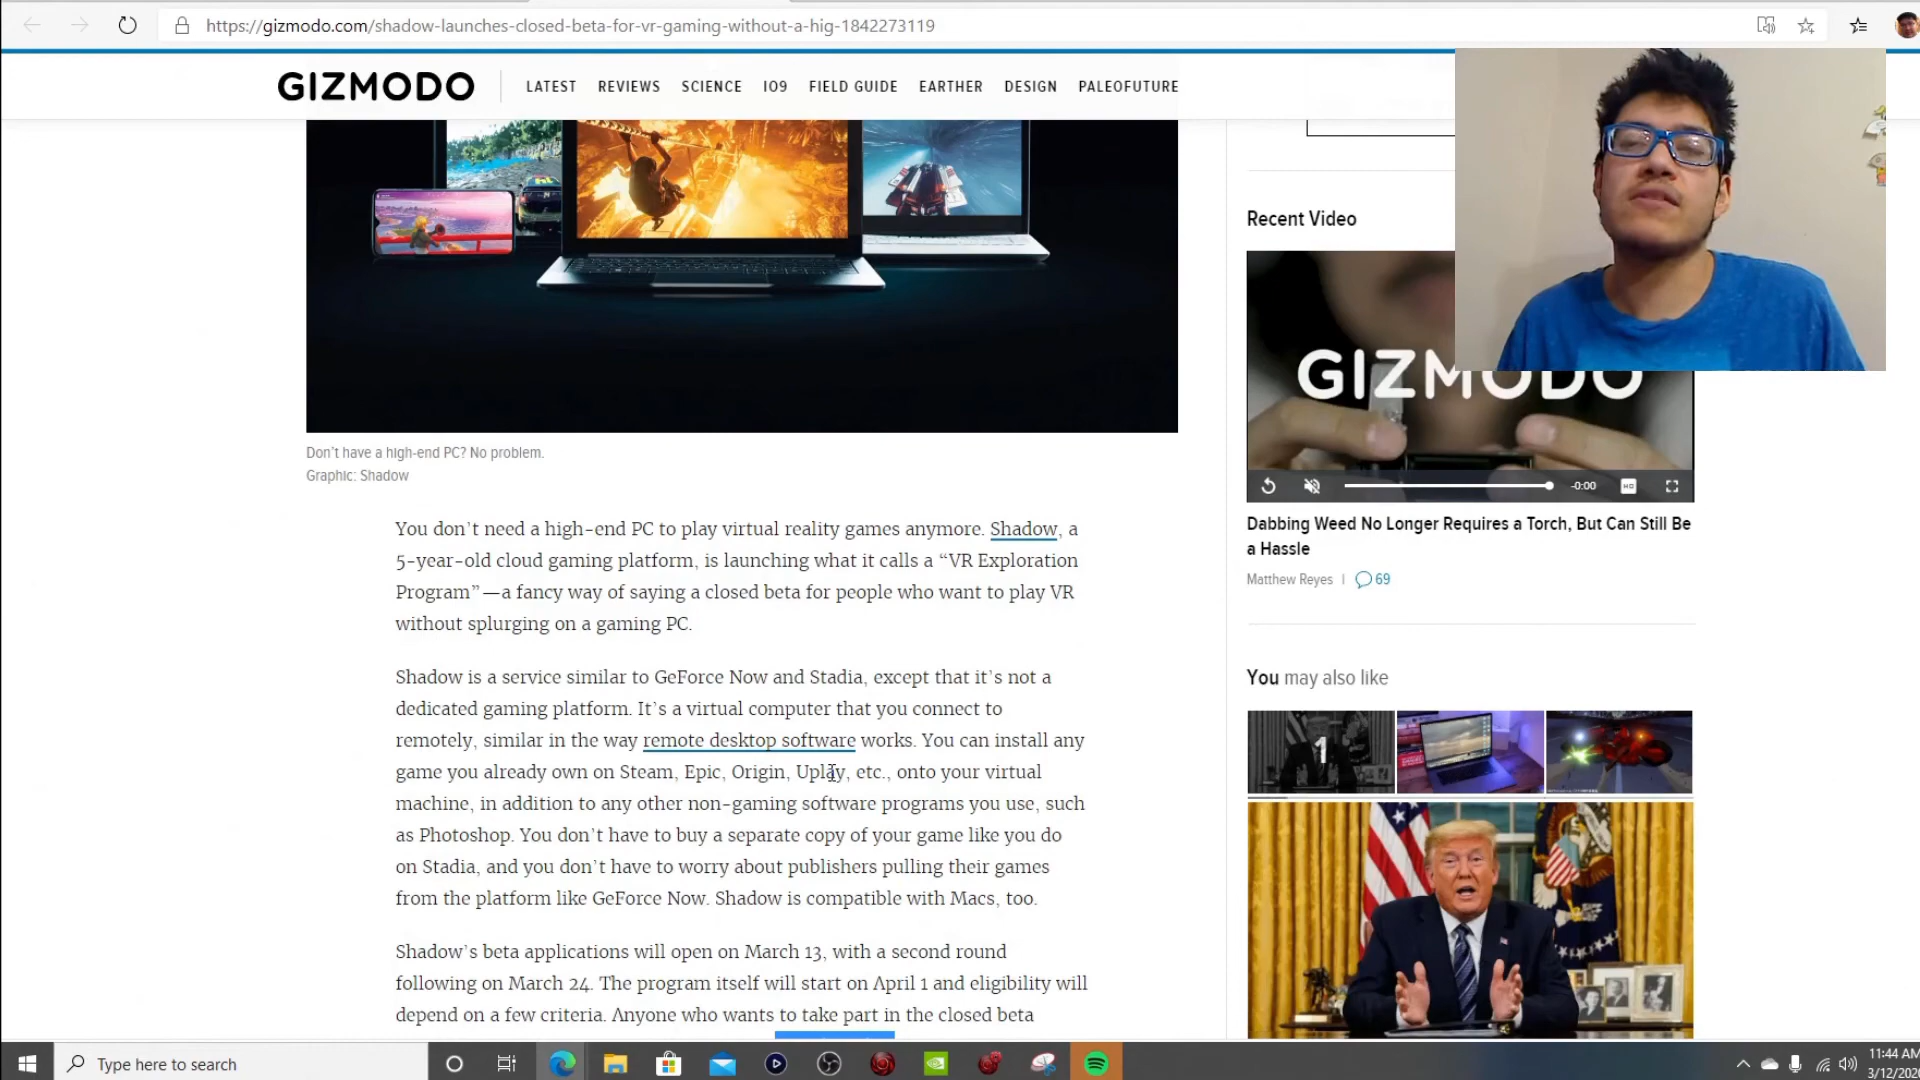 https://gizmodo.com/shadow-launches-closed-beta-for-vr-gaming-without-a-hig-1842273119
GIZMODO
LATEST REVIEWS SCIENCE IO9 FIELD GUIDE EARTHER DESIGN PALEOFUTURE
Don't have a high-end PC? No problem.
Graphic: Shadow
You don't need a high-end PC to play virtual reality games anymore. Shadow, a
5-year-old cloud gaming platform, is launching what it calls a “VR Exploration
Program”—a fancy way of saying a closed beta for people who want to play VR
without splurging on a gaming PC.
Shadow is a service similar to GeForce Now and Stadia, except that it's not a
dedicated gaming platform. It's a virtual computer that you connect to
remotely, similar in the way remote desktop software works. You can install any
game you already own on Steam, Epic, Origin, Uplay, etc., onto your virtual
machine, in addition to any other non-gaming software programs you use, such
as Photoshop. You don't have to buy a separate copy of your game like you do
on Stadia, and you don't have to worry about publishers pulling their games
from the platform like GeForce Now. Shadow is compatible with Macs, too.
Shadow's beta applications will open on March 13, with a second round
following on March 24. The program itself will start on April 1 and eligibility will
depend on a few criteria. Anyone who wants to take part in the closed beta
Recent Video
GIZMODO
-0:00
HD
Dabbing Weed No Longer Requires a Torch, But Can Still Be
a Hassle
Matthew Reyes | 69
You may also like
1
Type here to search
11:44 AM
3/12/202